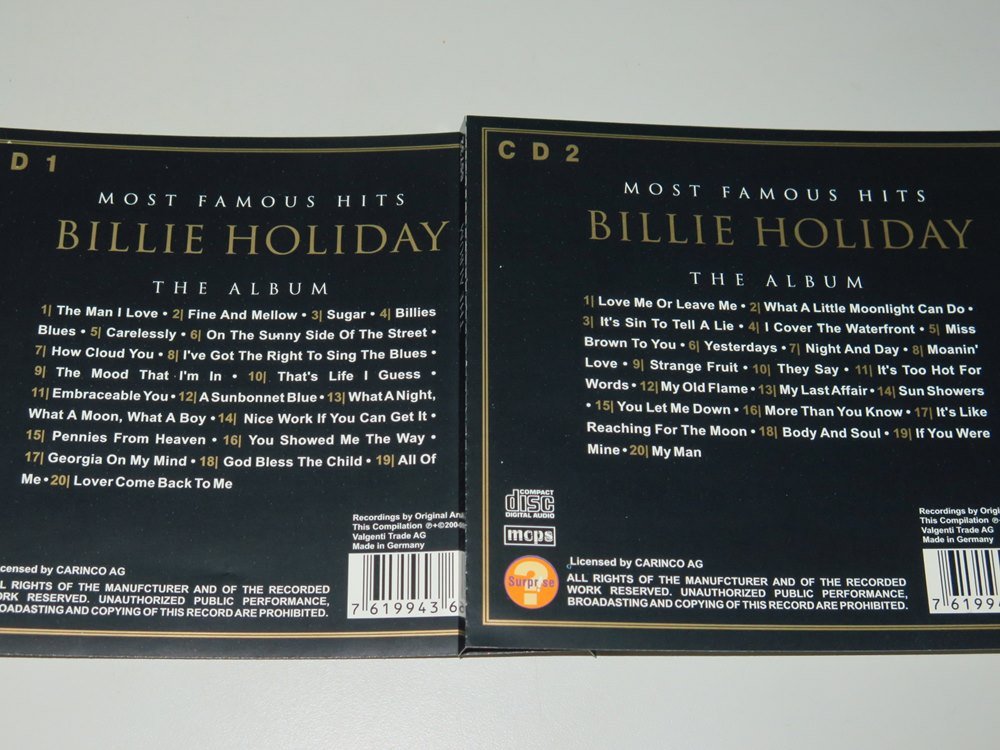 D 1
MOST FAMOUS HITS
BILLIE HOLIDAY
THE ALBUM
1| The Man I Love • 2| Fine And Mellow • 3| Sugar • 4| Billies
Blues • 5| Carelessly • 6| On The Sunny Side Of The Street •
7| How Cloud You • 8| I've Got The Right To Sing The Blues •
9| The Mood That I'm In • 10| That's Life I Guess •
11| Embraceable You • 12| A Sunbonnet Blue • 13| What A Night,
What A Moon, What A Boy • 14| Nice Work If You Can Get It •
15| Pennies From Heaven • 16| You Showed Me The Way •
17| Georgia On My Mind • 18| God Bless The Child • 19| All Of
Me • 20| Lover Come Back To Me
Recordings by Original
This Compilation ℗+©200
Valgenti Trade AG
Made in Germany
Licensed by CARINCO AG
ALL RIGHTS OF THE MANUFCTURER AND OF THE RECORDED
WORK RESERVED. UNAUTHORIZED PUBLIC PERFORMANCE,
BROADASTING AND COPYING OF THIS RECORD ARE PROHIBITED.
7 619943 6
CD 2
MOST FAMOUS HITS
BILLIE HOLIDAY
THE ALBUM
1| Love Me Or Leave Me • 2| What A Little Moonlight Can Do •
3| It's Sin To Tell A Lie • 4| I Cover The Waterfront • 5| Miss
Brown To You • 6| Yesterdays • 7| Night And Day • 8| Moanin'
Love • 9| Strange Fruit • 10| They Say • 11| It's Too Hot For
Words • 12| My Old Flame • 13| My Last Affair • 14| Sun Showers
• 15| You Let Me Down • 16| More Than You Know • 17| It's Like
Reaching For The Moon • 18| Body And Soul • 19| If You Were
Mine • 20| My Man
COMPACT
disc
DIGITAL AUDIO
mcps
Surprise
?
Recordings by Origi
This Compilation ℗
Valgenti Trade AG
Made in Germany
Licensed by CARINCO AG
ALL RIGHTS OF THE MANUFCTURER AND OF THE RECORDED
WORK RESERVED. UNAUTHORIZED PUBLIC PERFORMANCE,
BROADASTING AND COPYING OF THIS RECORD ARE PROHIBITED.
7 6199